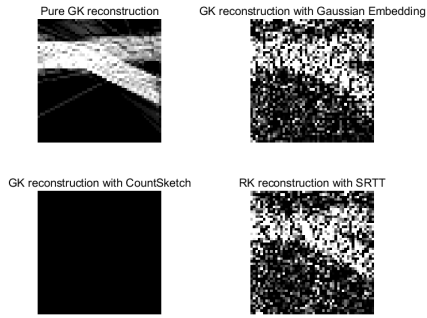 Pure GK reconstruction
GK reconstruction with Gaussian Embedding
GK reconstruction with CountSketch
RK reconstruction with SRTT